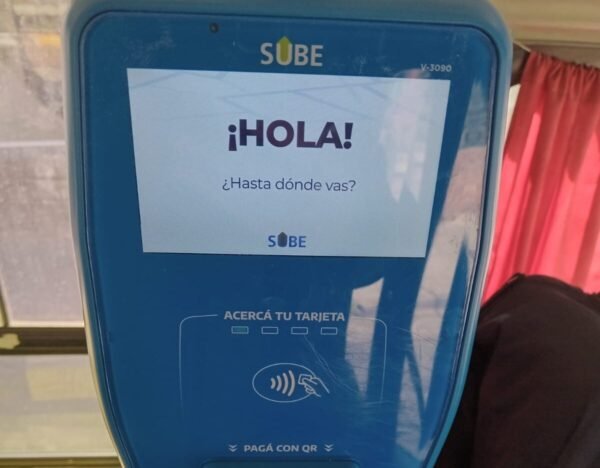 SUBE
V-3090
¡HOLA!
¿Hasta dónde vas?
SUBE
ACERCÁ TU TARJETA
PAGÁ CON QR